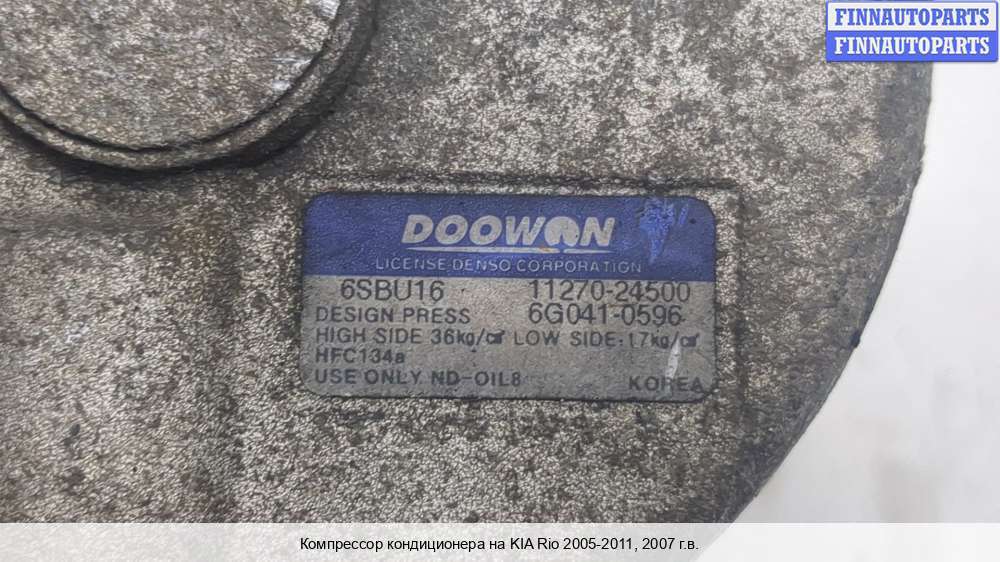 FINNAUTOPARTS
FINNAUTOPARTS
DOOWON
LICENSE·DENSO CORPORATION
6SBU16 11270-24500
DESIGN PRESS 6G041-0596
HIGH SIDE 36kg/㎠ LOW SIDE:17kg/㎠
HFC134a
USE ONLY ND-OIL8 KOREA
Компрессор кондиционера на KIA Rio 2005-2011, 2007 г.в.